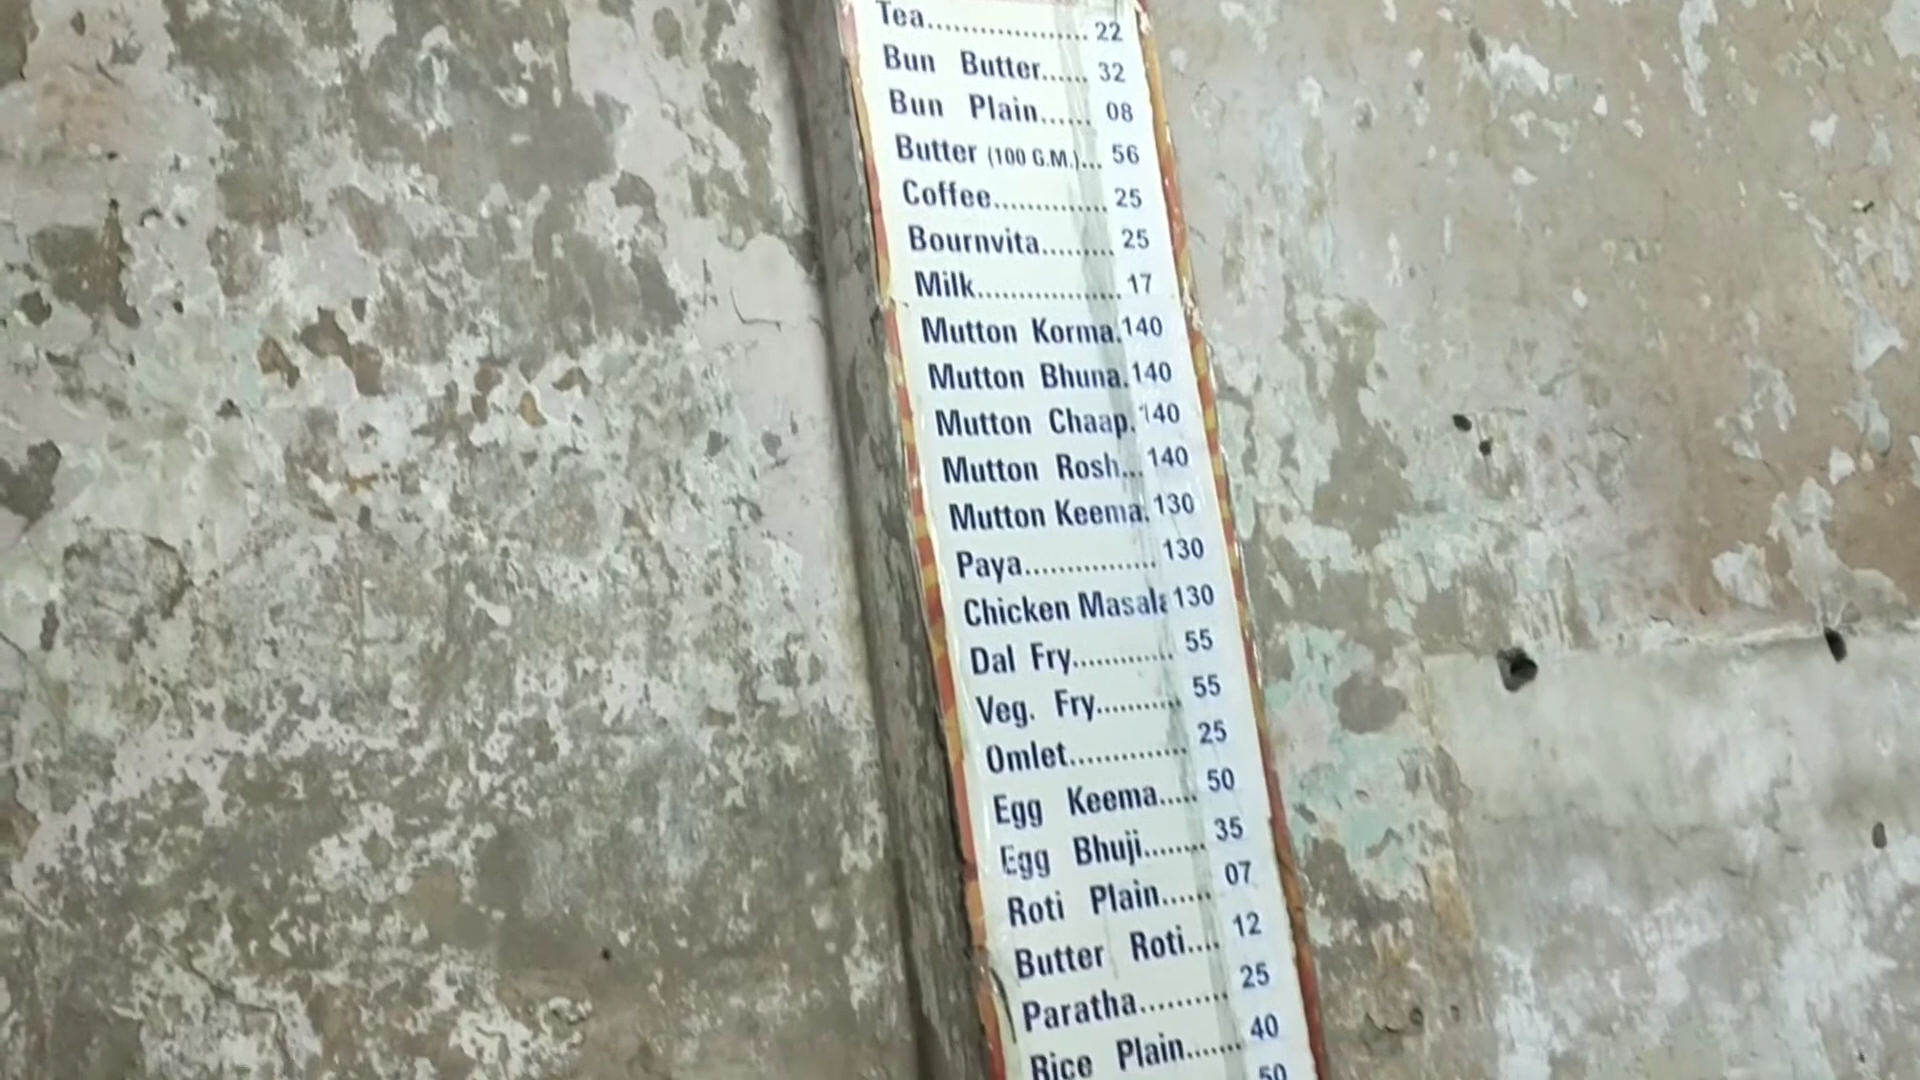 Tea.................. 22
Bun Butter...... 32
Bun Plain...... 08
Butter (100 G.M.)... 56
Coffee............. 25
Bournvita......... 25
Milk................. 17
Mutton Korma.140
Mutton Bhuna.140
Mutton Chaap.140
Mutton Rosh...140
Mutton Keema.130
Paya............... 130
Chicken Masala130
Dal Fry............ 55
Veg. Fry.......... 55
Omlet............. 25
Egg Keema..... 50
Egg Bhuji........ 35
Roti Plain...... 07
Butter Roti.... 12
Paratha.......... 25
Rice Plain....... 40
50